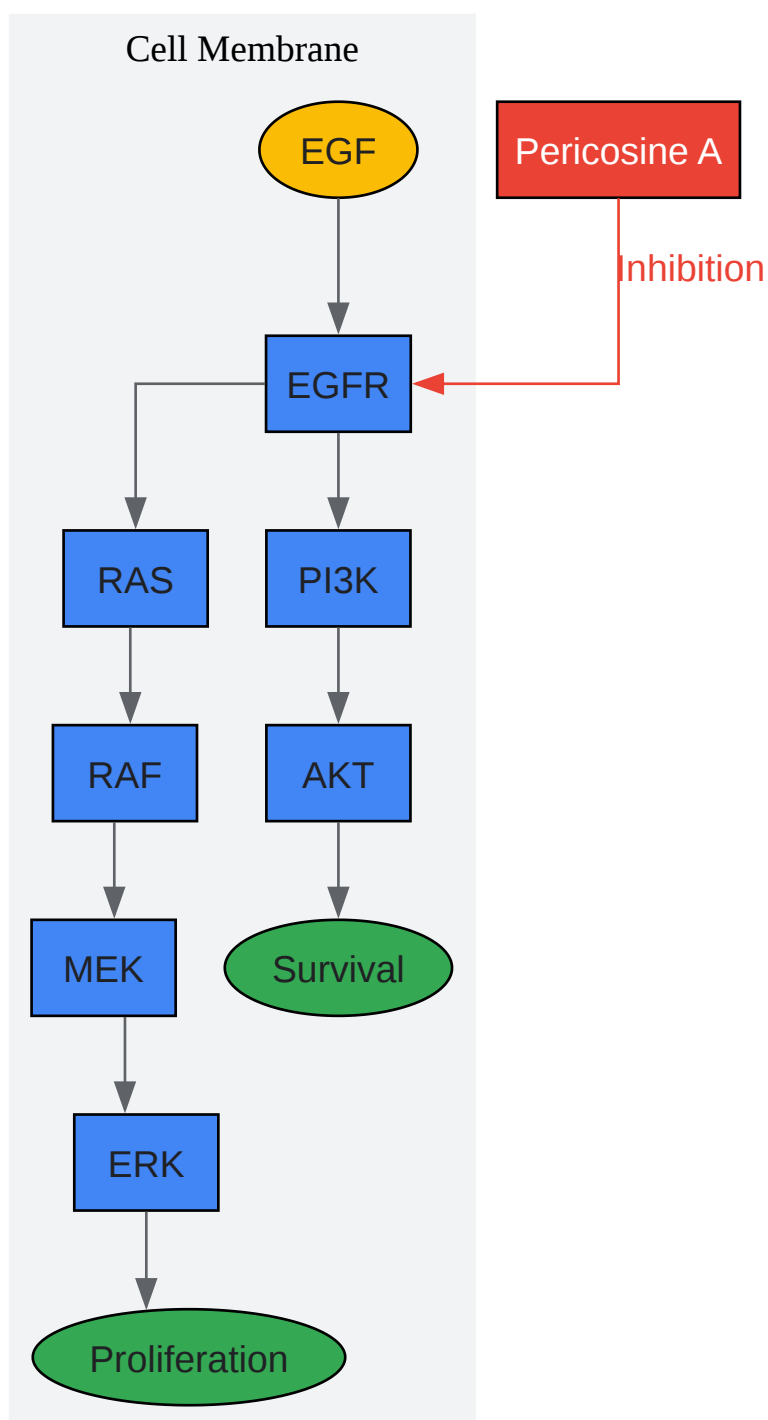 Cell Membrane
EGF
Pericosine A
Inhibition
EGFR
RAS
PI3K
RAF
AKT
MEK
Survival
ERK
Proliferation